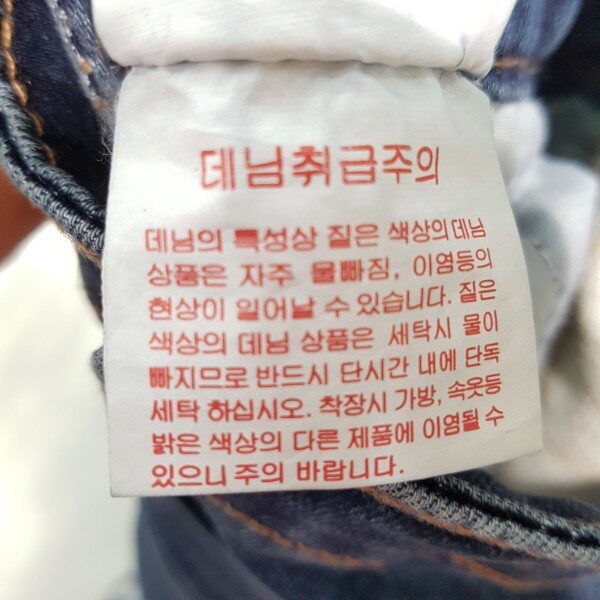 데님취급주의
데님의 특성상 짙은 색상의 데님
상품은 자주 물빠짐, 이염등의
현상이 일어날 수 있습니다. 짙은
색상의 데님 상품은 세탁시 물이
빠지므로 반드시 단시간 내에 단독
세탁 하십시오. 착장시 가방, 속옷등
밝은 색상의 다른 제품에 이염될 수
있으니 주의 바랍니다.